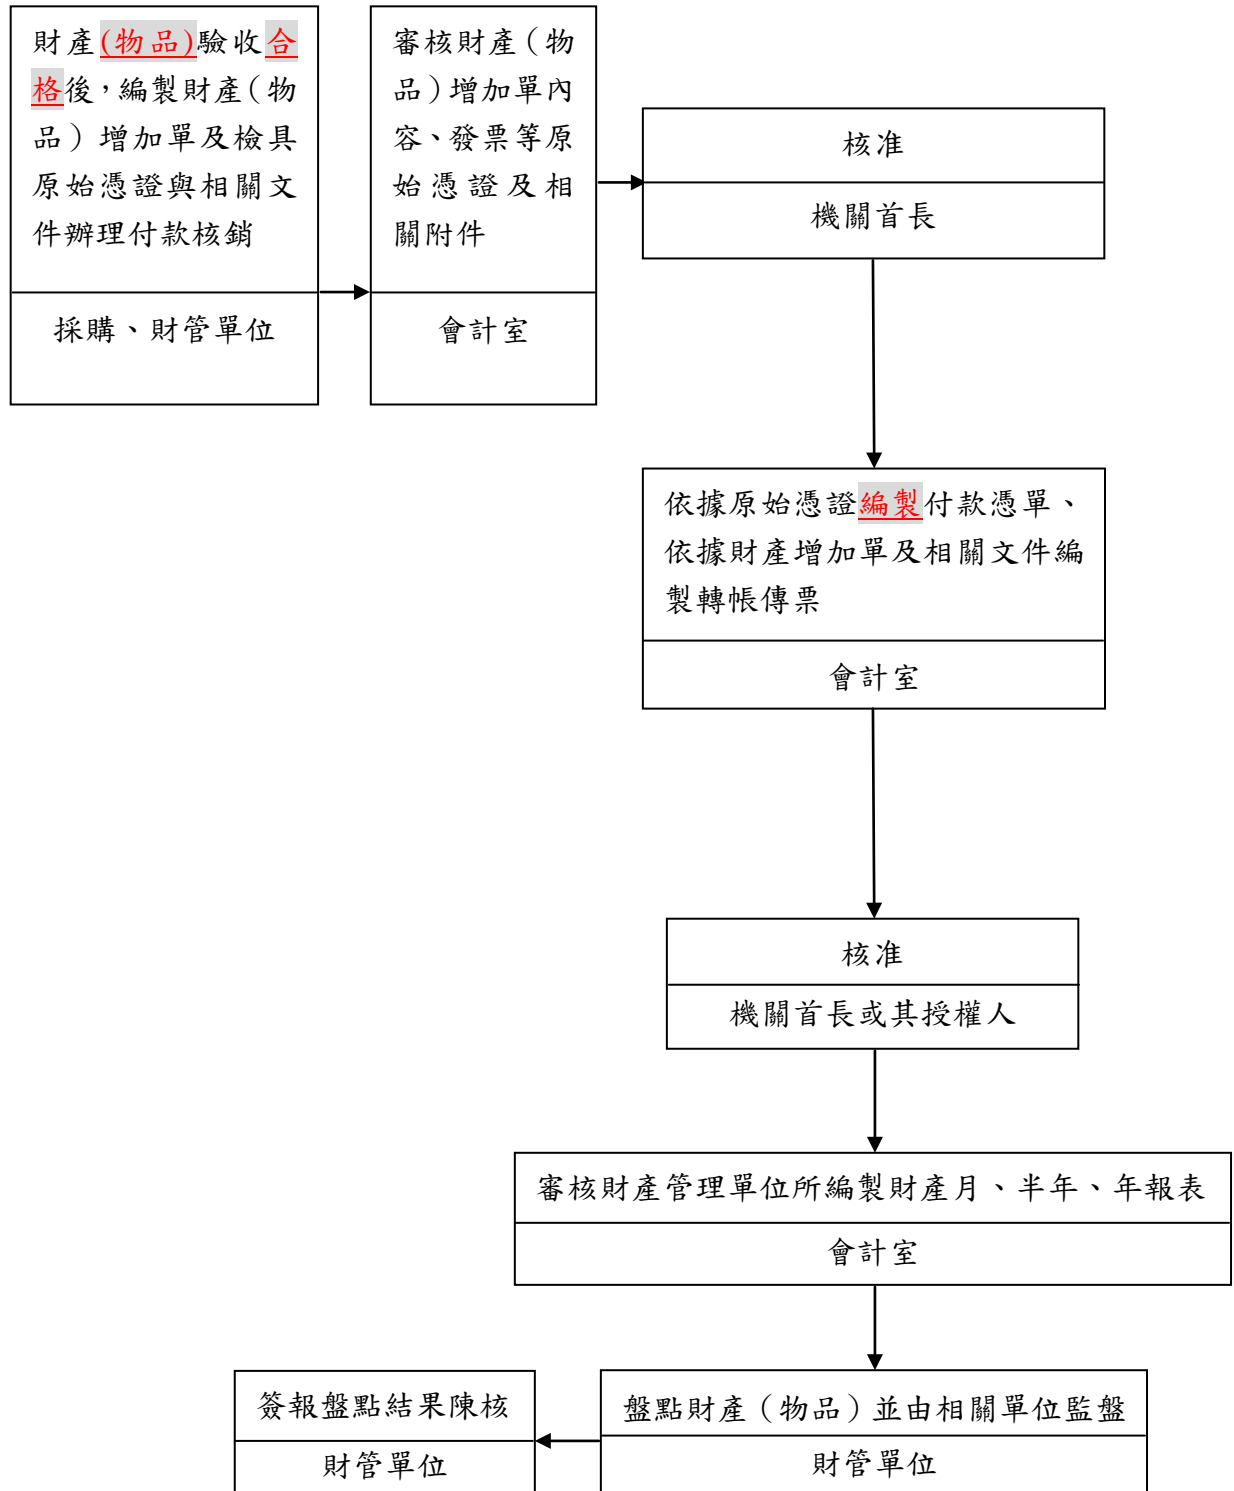 財產(物品)驗收合
格後，編製財產（物
品）增加單及檢具
原始憑證與相關文
件辦理付款核銷
採購、財管單位
審核財產（物
品）增加單內
容、發票等原
始憑證及相
關附件
會計室
核准
機關首長
依據原始憑證編製付款憑單、
依據財產增加單及相關文件編
製轉帳傳票
會計室
核准
機關首長或其授權人
審核財產管理單位所編製財產月、半年、年報表
會計室
盤點財產（物品）並由相關單位監盤
財管單位
簽報盤點結果陳核
財管單位